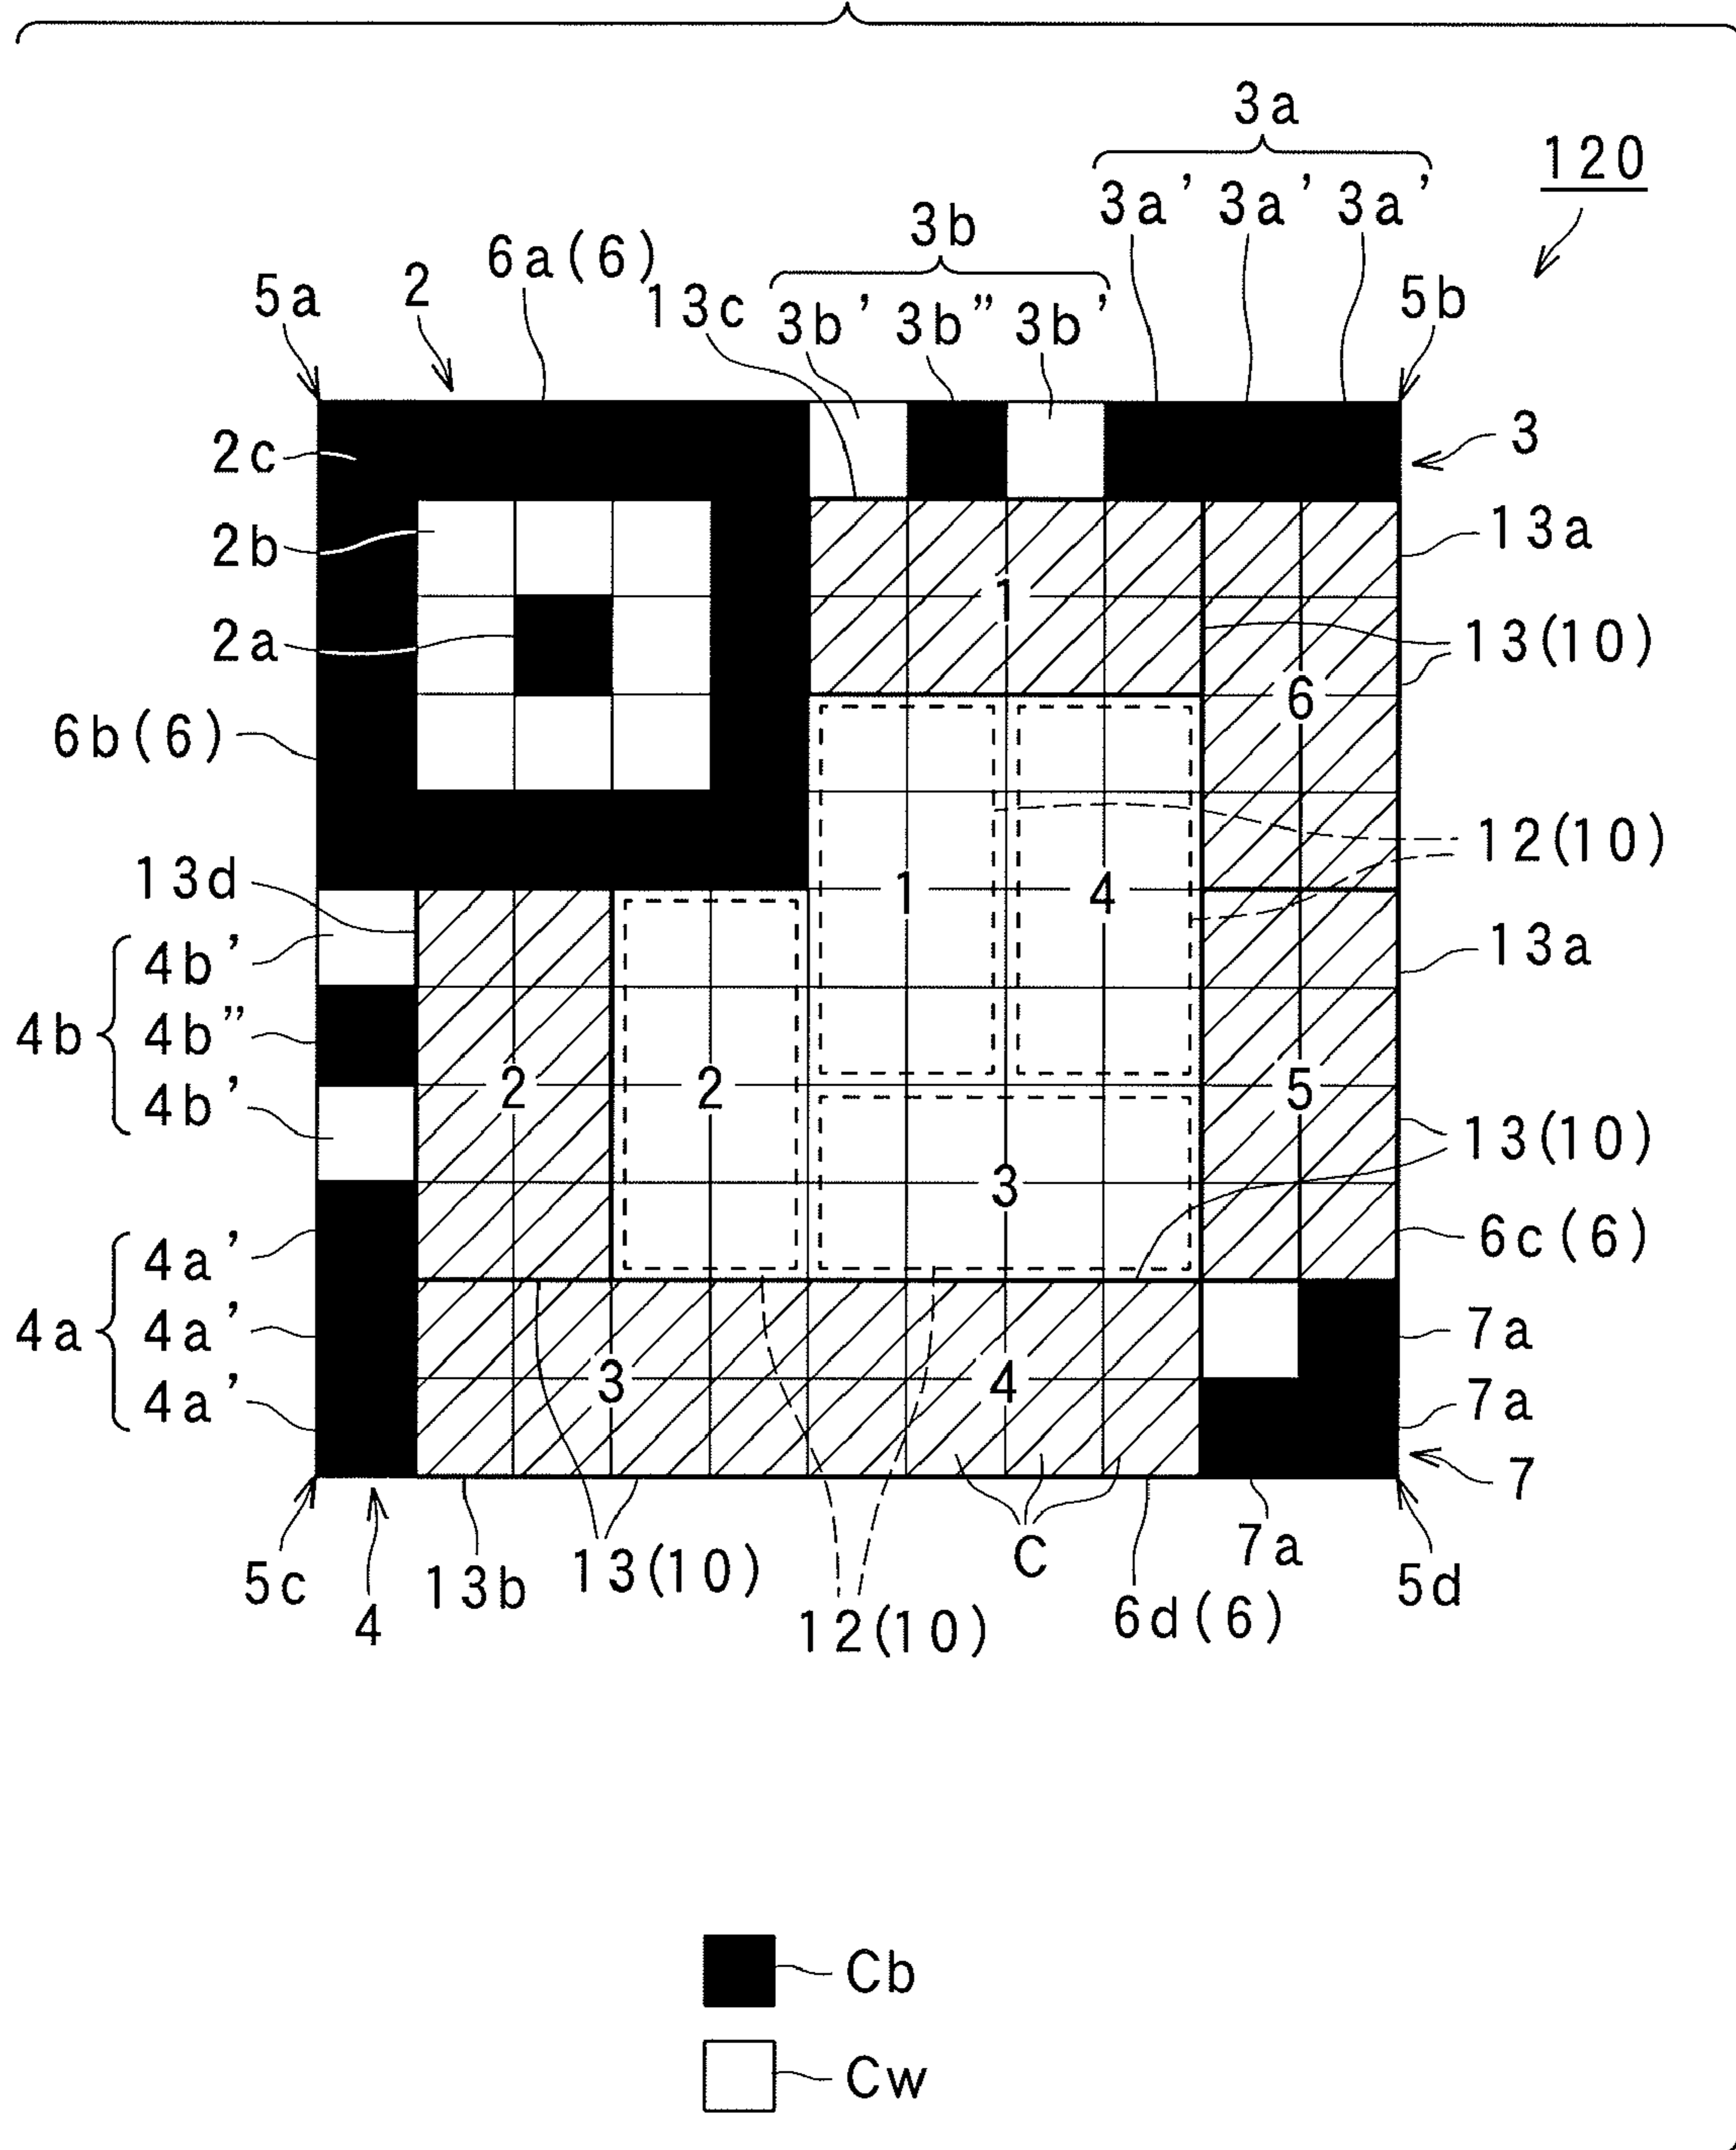 3a
120
3a' 3a' 3a'
3b
6a(6)
5a 2 13c 3b' 3b" 3b' 5b
2c 3
2b 13a
1
2a 13(10)
6
6b(6)
12(10)
13d 1 4
4b' 13a
4b 4b"
4b' 2 2 5 13(10)
3
4a' 6c(6)
4a 4a' 7a
3 4
4a' 7a
7
5c 4 13b 13(10) C 7a 5d
12(10) 6d(6)
Cb
Cw